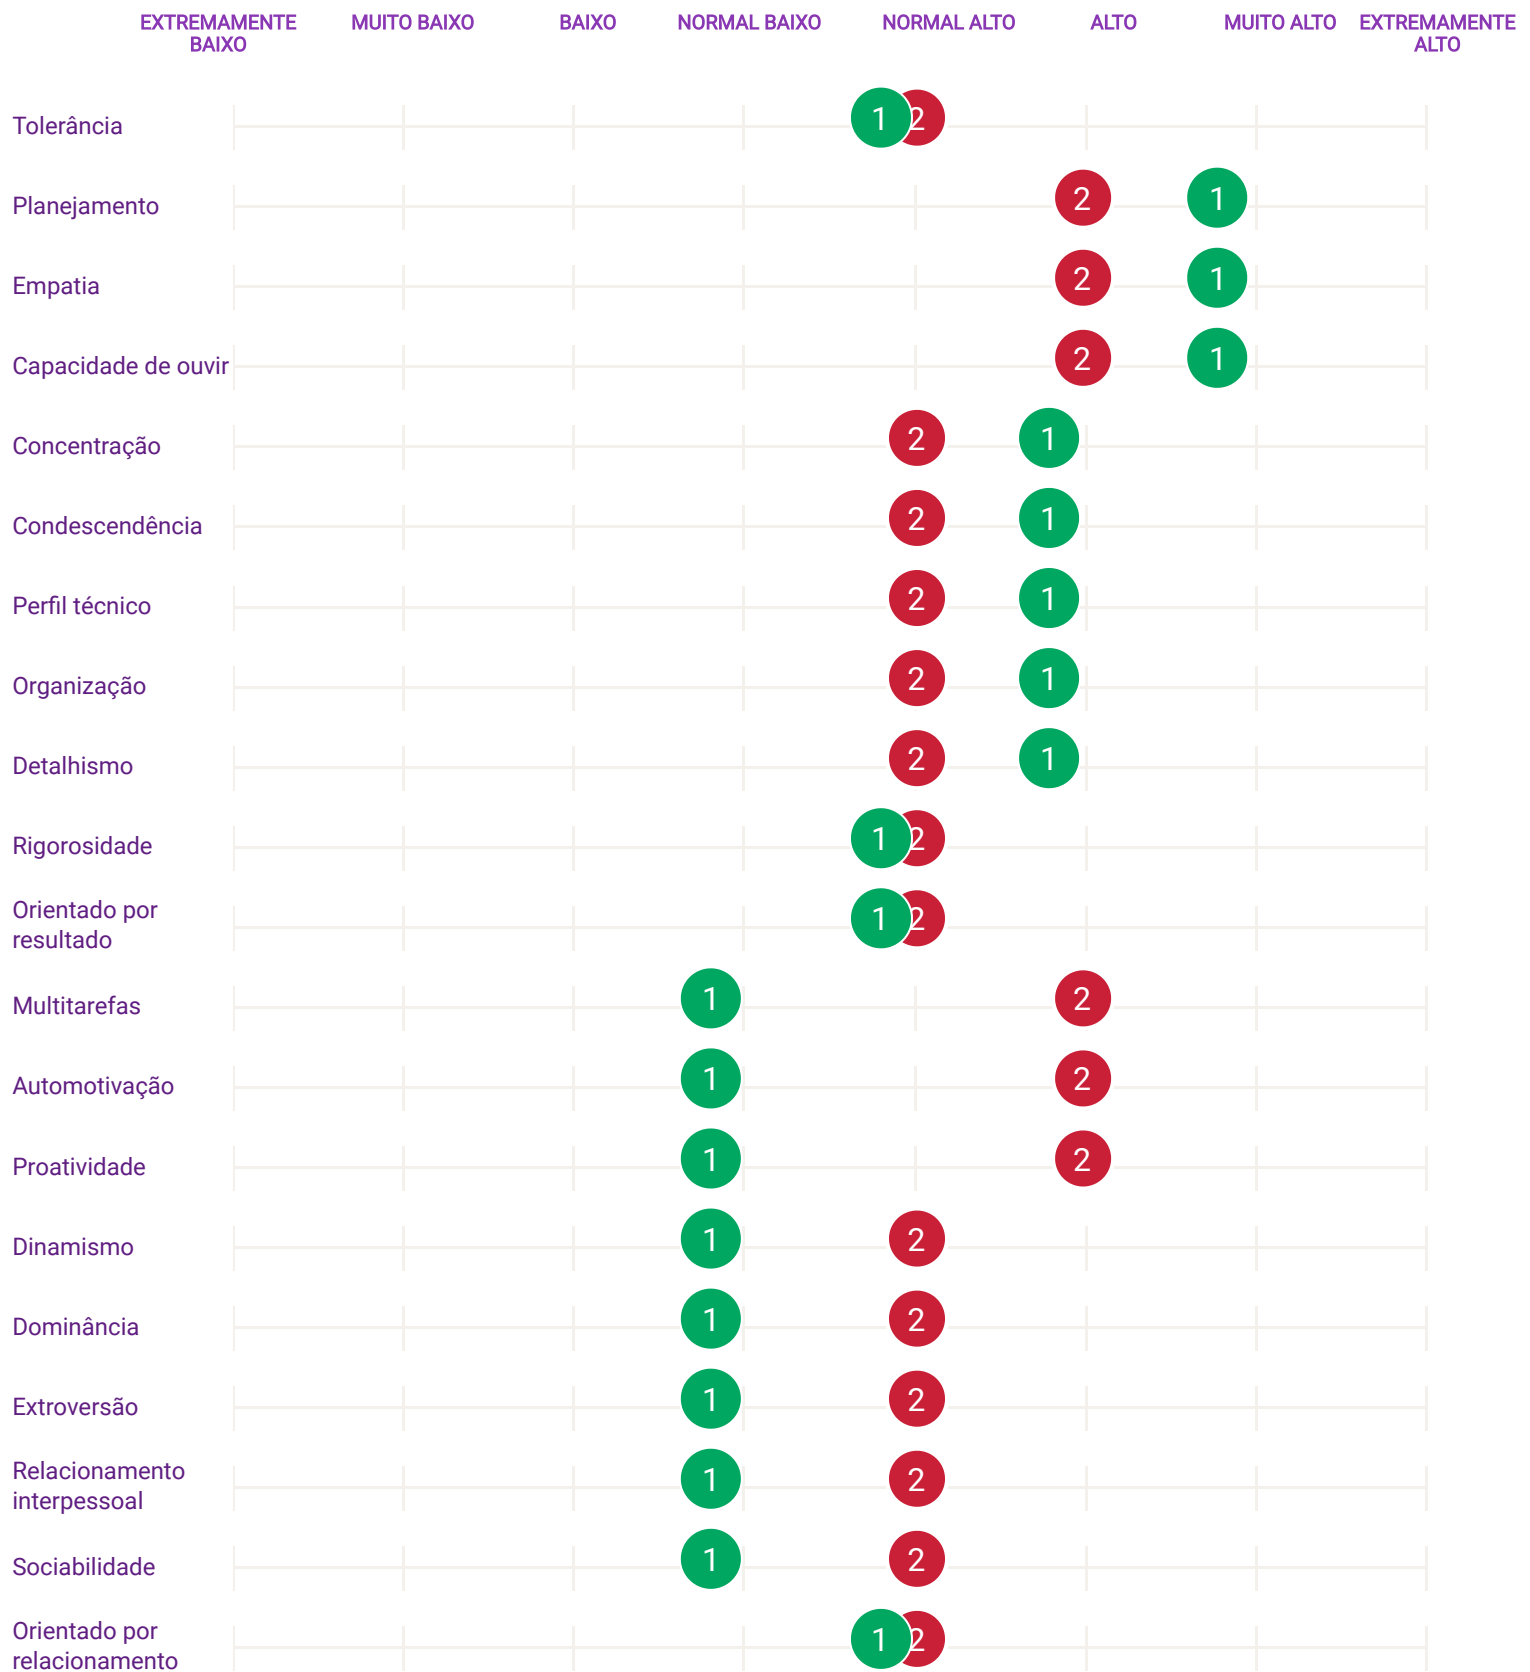 EXTREMAMENTE MUITO BAIXO BAIXO NORMAL BAIXO NORMAL ALTO ALTO MUITO ALTO EXTREMAMENTE
BAIXO ALTO
Tolerância 1 2
Planejamento 2 1
Empatia 2 1
Capacidade de ouvir 2 1
Concentração 2 1
Condescendência 2 1
Perfil técnico 2 1
Organização 2 1
Detalhismo 2 1
Rigorosidade 1 2
Orientado por
resultado 1 2
Multitarefas 1 2
Automotivação 1 2
Proatividade 1 2
Dinamismo 1 2
Dominância 1 2
Extroversão 1 2
Relacionamento
interpessoal 1 2
Sociabilidade 1 2
Orientado por
relacionamento 1 2